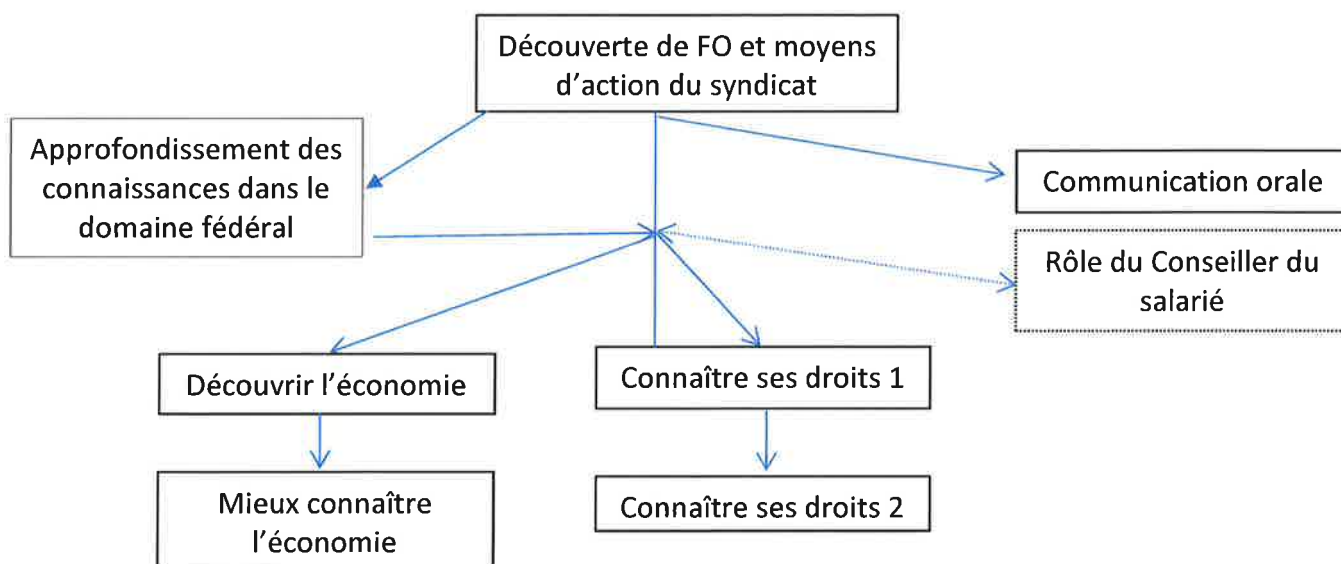 Découverte de FO et moyens
d'action du syndicat
Approfondissement des
connaissances dans le
domaine fédéral
Communication orale
Rôle du Conseiller du
salarié
Découvrir l'économie
Connaître ses droits 1
Mieux connaître
l'économie
Connaître ses droits 2